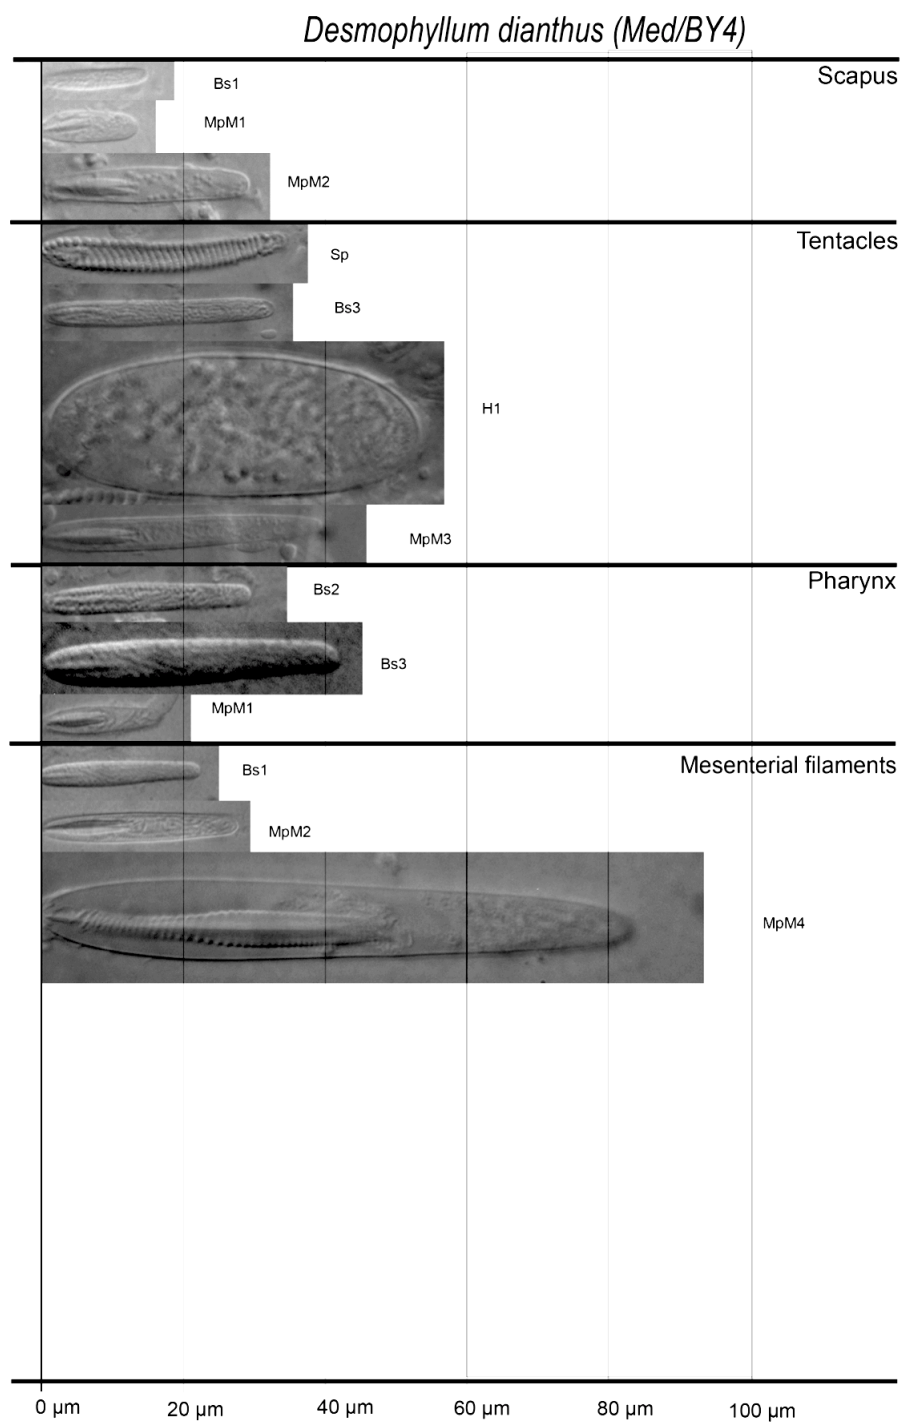 Desmophyllum dianthus (Med/BY4)
Scapus
Bs1
MpM1
MpM2
Tentacles
Sp
Bs3
H1
MpM3
Pharynx
Bs2
Bs3
MpM1
Mesenterial filaments
Bs1
MpM2
MpM4
0 µm 20 µm 40 µm 60 µm 80 µm 100 µm